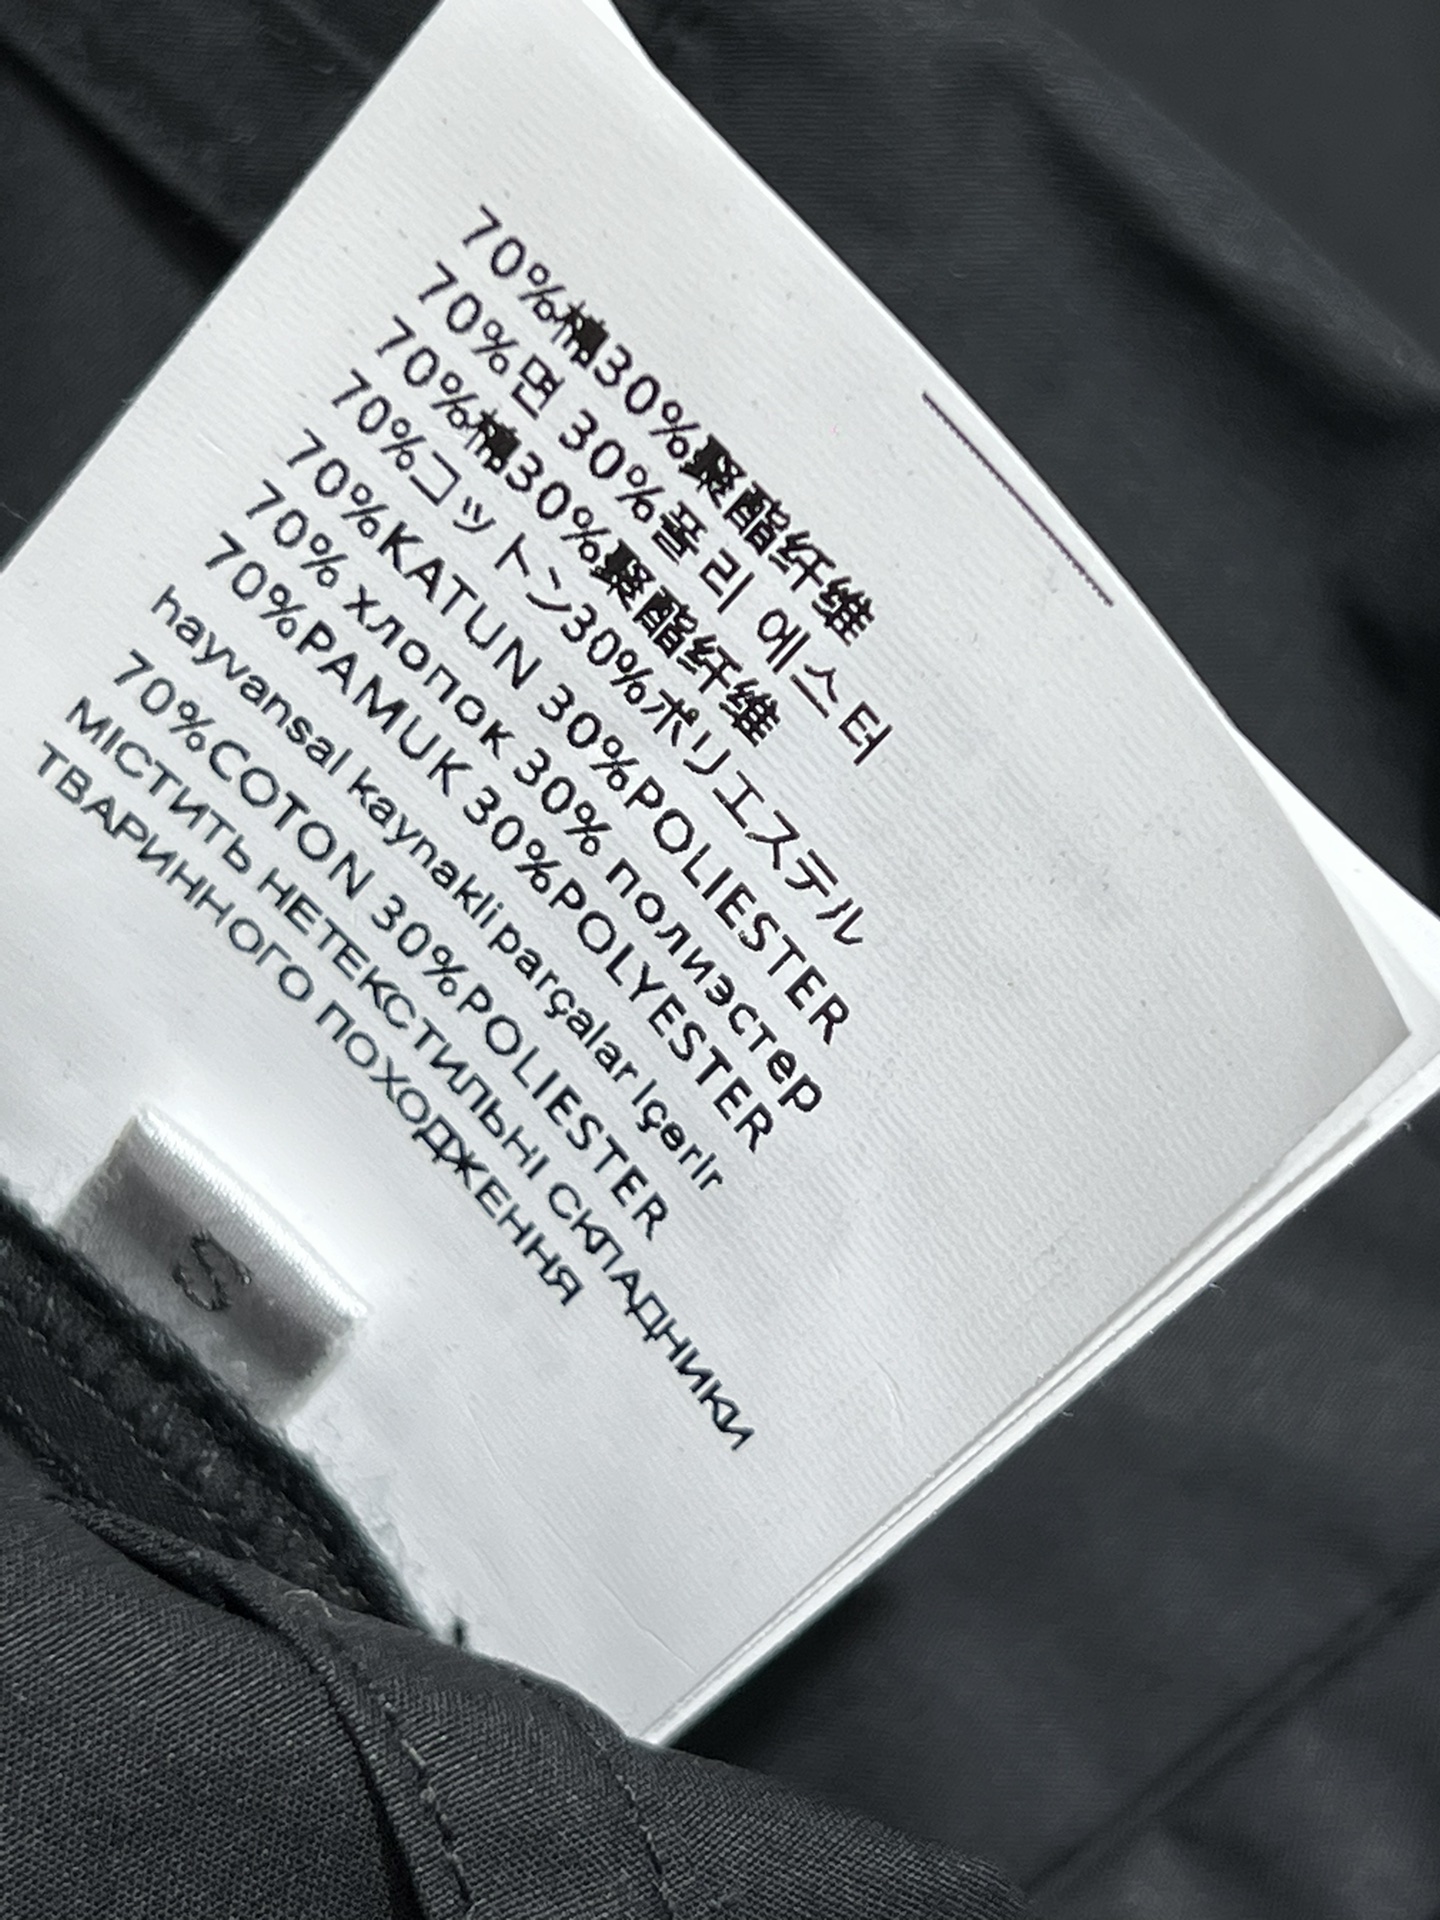 70%棉30%聚酯纤维
70%면 30%폴리 에스터
70%棉30%聚酯纤维
70%コットン30%ポリエステル
70%KATUN 30%POLIESTER
70% хлопок 30% полиэстер
70%PAMUK 30%POLYESTER
hayvansal kaynakli parçalar lçerlr
70%COTON 30%POLIESTER
МІСТИТЬ НЕТЕКСТИЛЬНІ СКЛАДНИКИ
ТВАРИННОГО ПОХОДЖЕННЯ
S